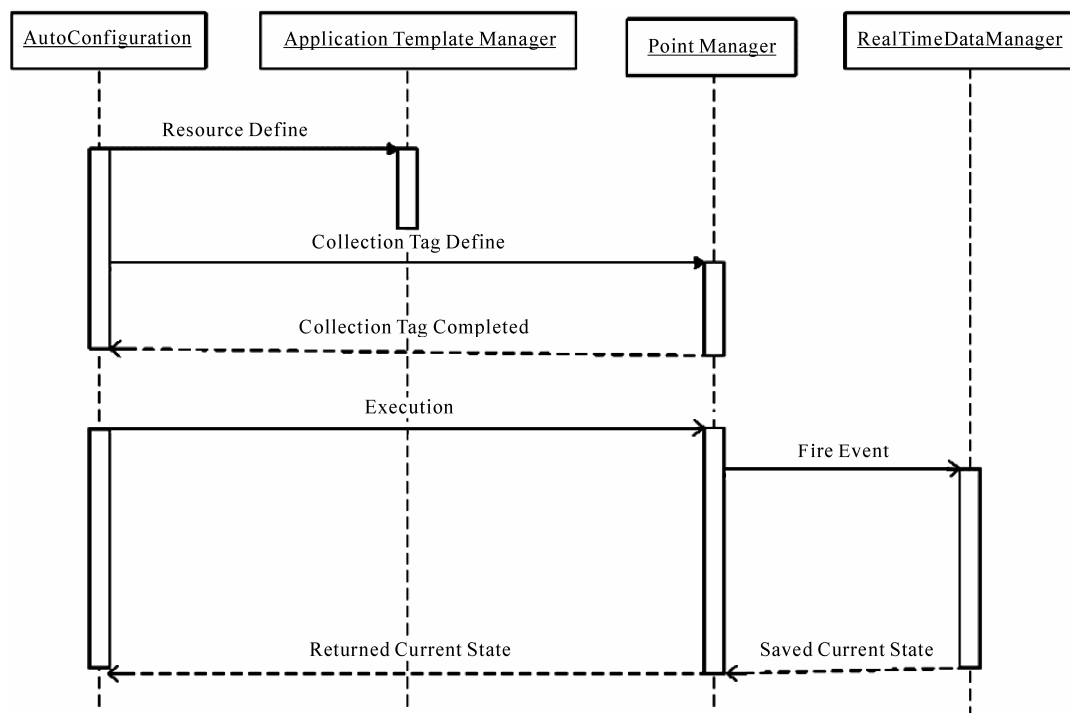 AutoConfiguration
Application Template Manager
Point Manager
RealTimeDataManager
Resource Define
Collection Tag Define
Collection Tag Completed
Execution
Fire Event
Returned Current State
Saved Current State